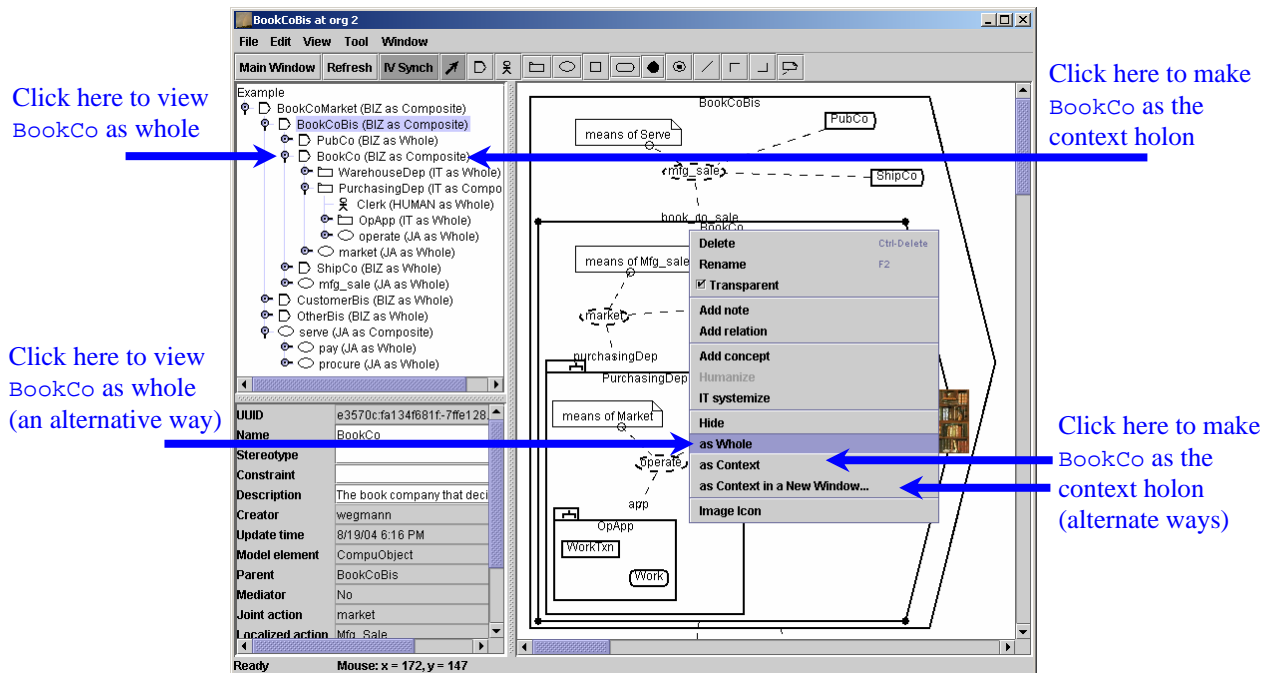 BookCoBis at org 2
File Edit View Tool Window
Main Window Refresh IV Synch
Click here to view
BookCo as whole
Click here to view
BookCo as whole
(an alternative way)
Example
BookCoMarket (BIZ as Composite)
BookCoBis (BIZ as Composite)
PubCo (BIZ as Whole)
BookCo (BIZ as Composite)
WarehouseDep (IT as Whole)
PurchasingDep (IT as Compo
Clerk (HUMAN as Whole)
OpApp (IT as Whole)
operate (JA as Whole)
market (JA as Whole)
ShipCo (BIZ as Whole)
mfg_sale (JA as Whole)
CustomerBis (BIZ as Whole)
OtherBis (BIZ as Whole)
serve (JA as Composite)
pay (JA as Whole)
procure (JA as Whole)
UUID e3570c:fa134f681f:-7ffe128.
Name BookCo
Stereotype
Constraint
Description The book company that deci
Creator wegmann
Update time 8/19/04 6:16 PM
Model element CompuObject
Parent BookCoBis
Mediator No
Joint action market
Localized action Mfg_Sale
BookCoBis
means of Serve
PubCo
mfg_sale
ShipCo
book_do_sale
BookCo
means of Mfg_sale
market
purchasingDep
PurchasingDep
means of Market
operate
app
OpApp
WorkTxn
Work
Delete Ctrl-Delete
Rename F2
Transparent
Add note
Add relation
Add concept
Humanize
IT systemize
Hide
as Whole
as Context
as Context in a New Window...
Image Icon
Click here to make
BookCo as the
context holon
Click here to make
BookCo as the
context holon
(alternate ways)
Ready Mouse: x = 172, y = 147